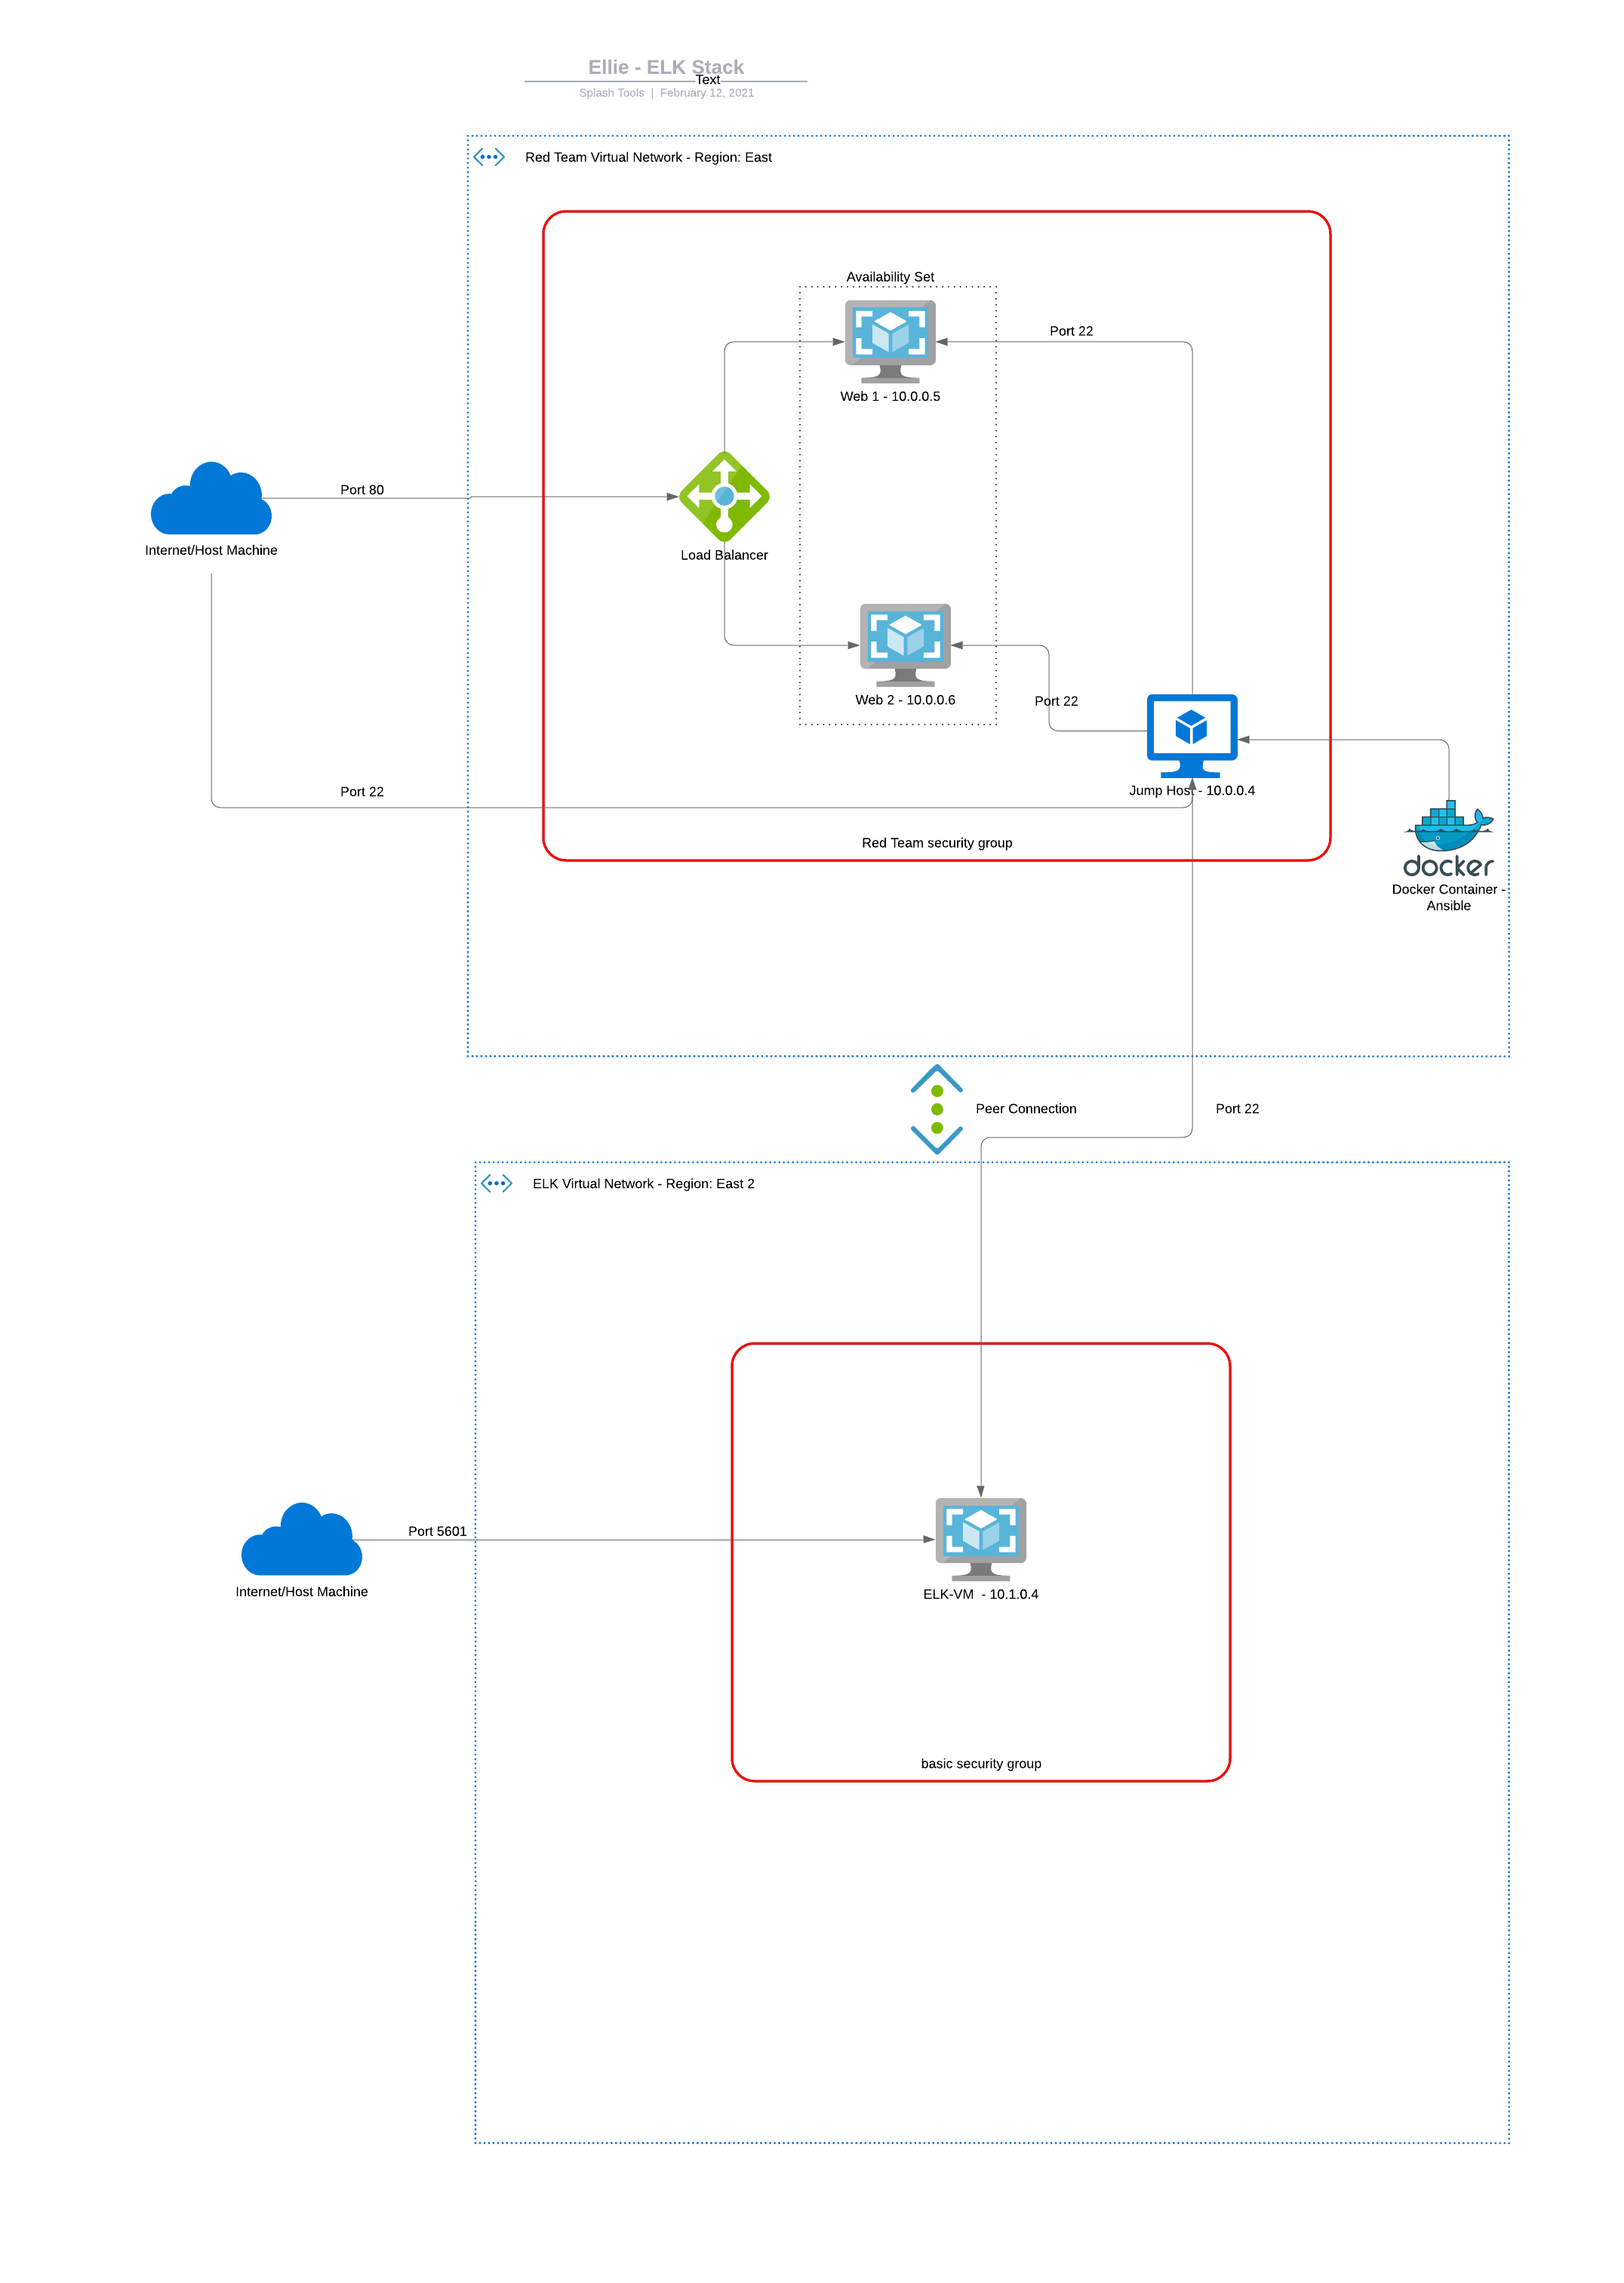 Ellie - ELK Stack
Text
Splash Tools | February 12, 2021
Red Team Virtual Network - Region: East
Availability Set
Port 22
Web 1 - 10.0.0.5
Port 80
Internet/Host Machine
Load Balancer
Web 2 - 10.0.0.6
Port 22
Port 22
Jump Host - 10.0.0.4
Red Team security group
docker
Docker Container -
Ansible
Peer Connection
Port 22
ELK Virtual Network - Region: East 2
Port 5601
Internet/Host Machine
ELK-VM  - 10.1.0.4
basic security group